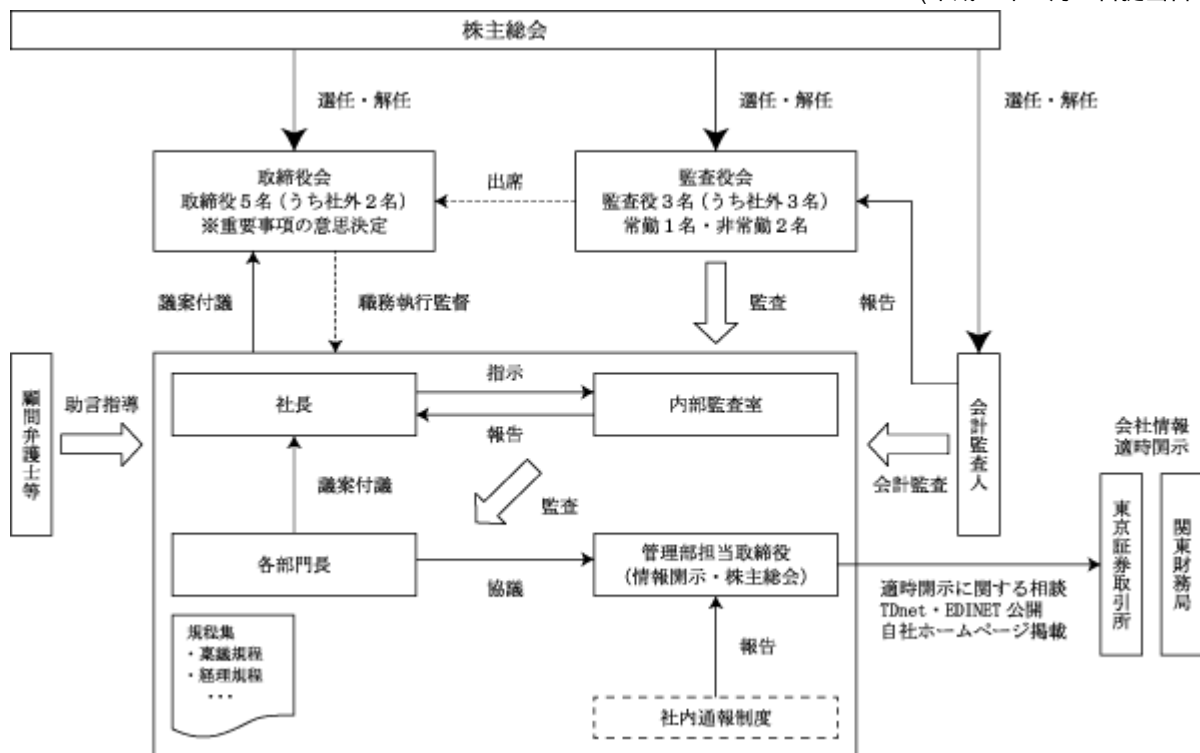 株主総会
選任・解任
選任・解任
選任・解任
取締役会
取締役5名(うち社外2名)
※重要事項の意思決定
出席
監査役会
監査役3名(うち社外3名)
常勤1名・非常勤2名
議案付議
職務執行監督
監査
報告
顧問弁護士等
助言指導
社長
指示
報告
内部監査室
会計監査人
会計監査
会社情報
適時開示
議案付議
監査
各部門長
協議
管理部担当取締役
(情報開示・株主総会)
適時開示に関する相談
TDnet・EDINET 公開
自社ホームページ掲載
東京証券取引所
関東財務局
規程集
・稟議規程
・経理規程
・・・
報告
社内通報制度